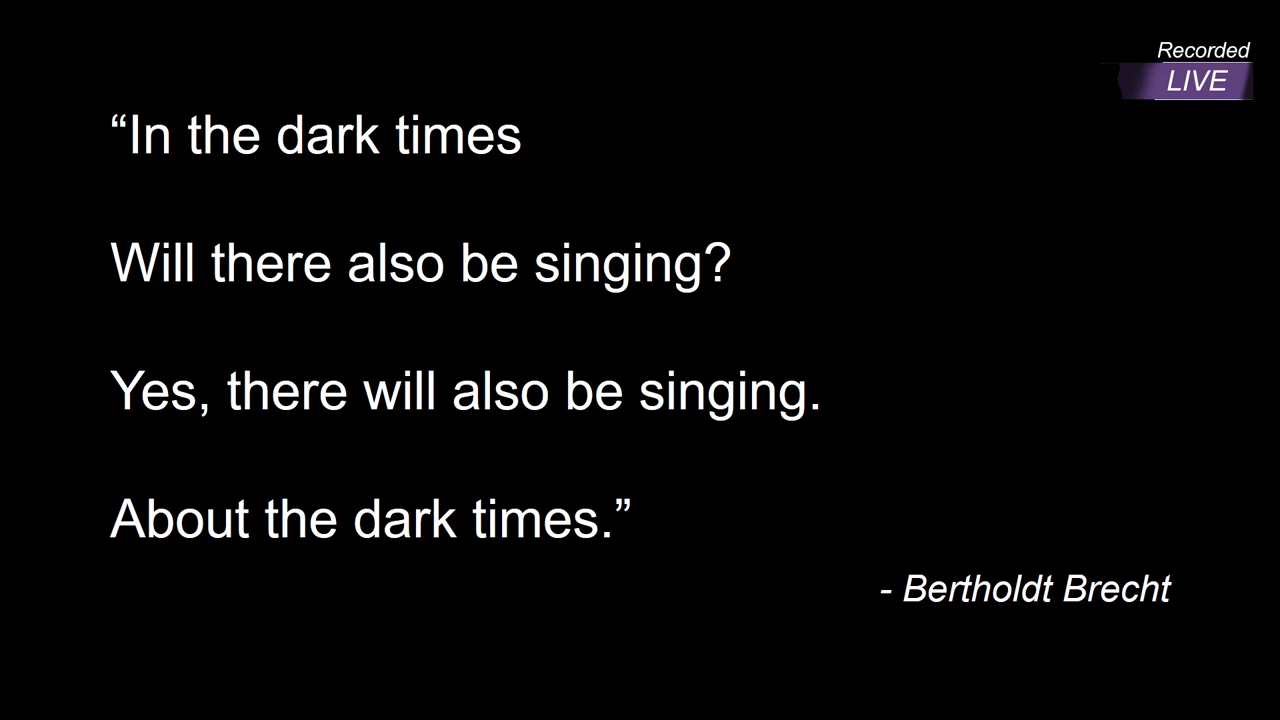 Recorded
LIVE
“In the dark times
Will there also be singing?
Yes, there will also be singing.
About the dark times.”
- Bertholdt Brecht